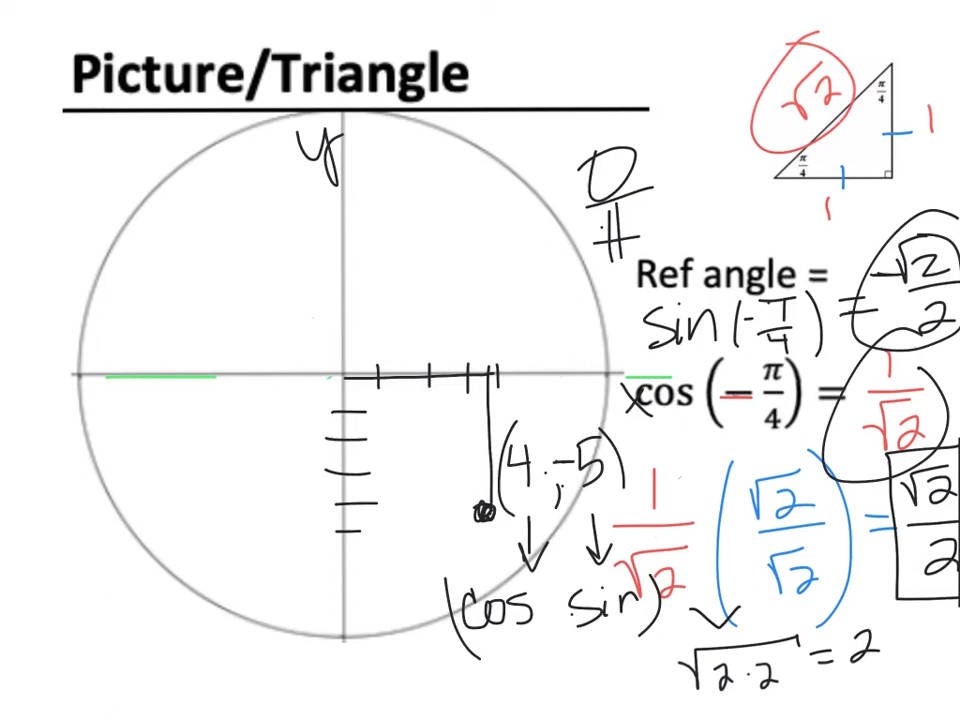 Picture/Triangle
y
√2
π/4
π/4
1
1
O/H
Ref angle =
sin(-π/4) = -√2/2
x
cos(-π/4) = 1/√2
(4, -5)
1/√2 (√2/√2) = √2/2
(cos sin)
√2·2 = 2